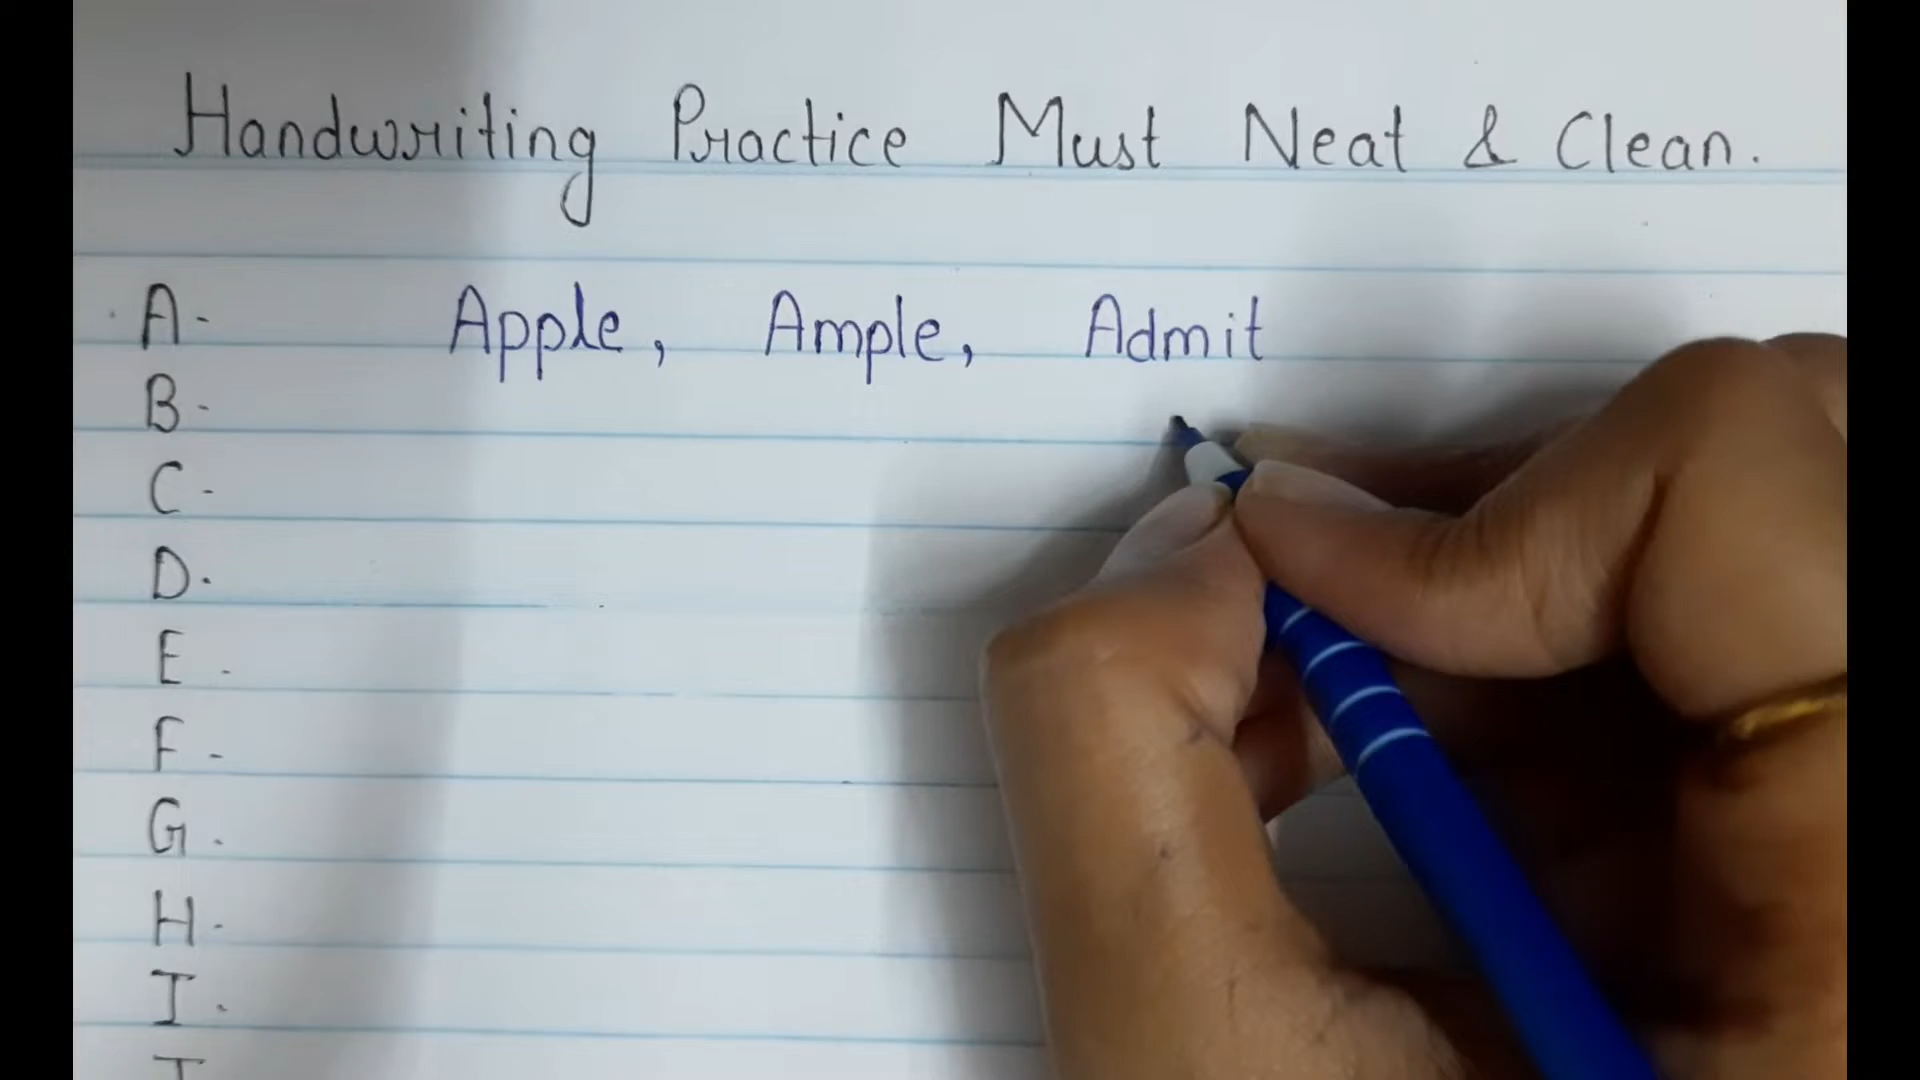 Handwriting Practice Must Neat & Clean.
A- Apple, Ample, Admit
B-
C-
D.
E.
F-
G.
H-
I.